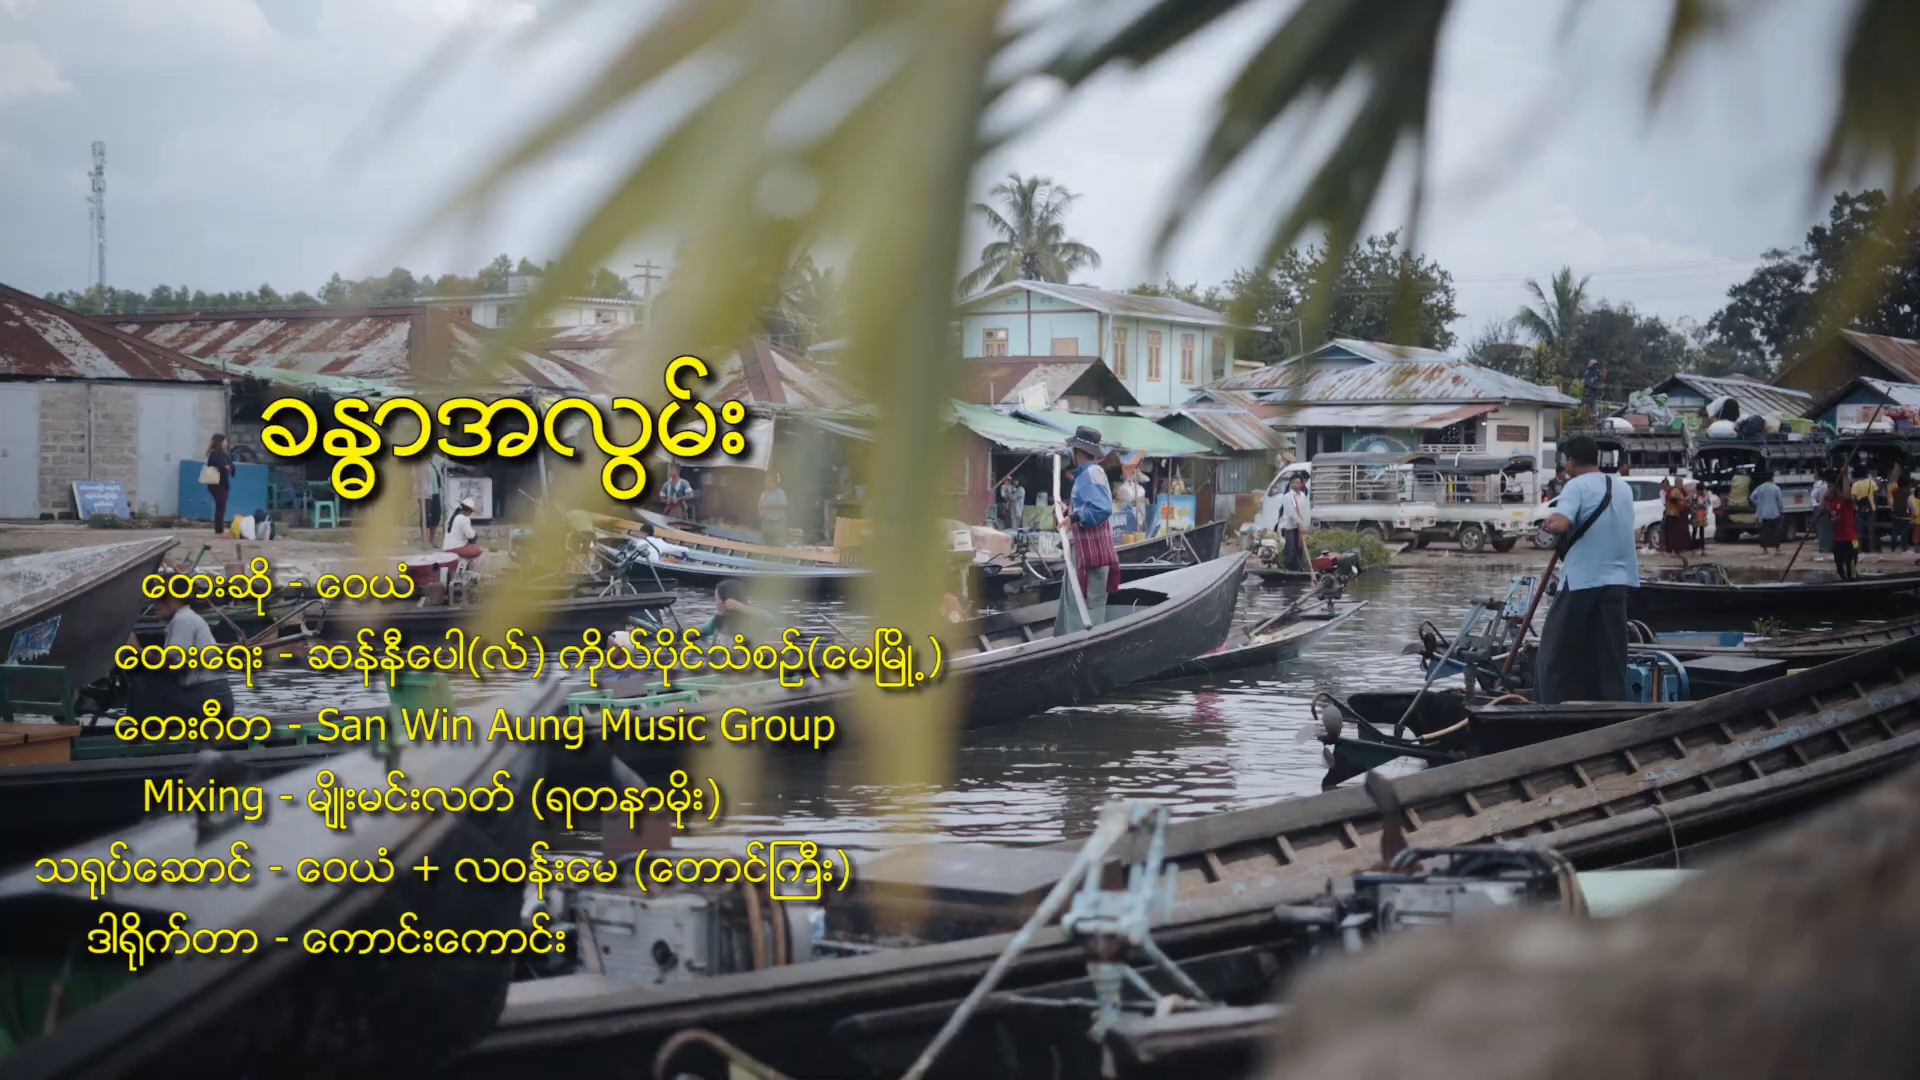 ခန္ဓာအလွမ်း
တေးဆို - ဝေယံ
တေးရေး - ဆန်နီပေါ(လ်) ကိုယ်ပိုင်သံစဉ်(မေမြို့)
တေးဂီတ - San Win Aung Music Group
Mixing - မျိုးမင်းလတ် (ရတနာမိုး)
သရုပ်ဆောင် - ဝေယံ + လဝန်းမေ (တောင်ကြီး)
ဒါရိုက်တာ - ကောင်းကောင်း